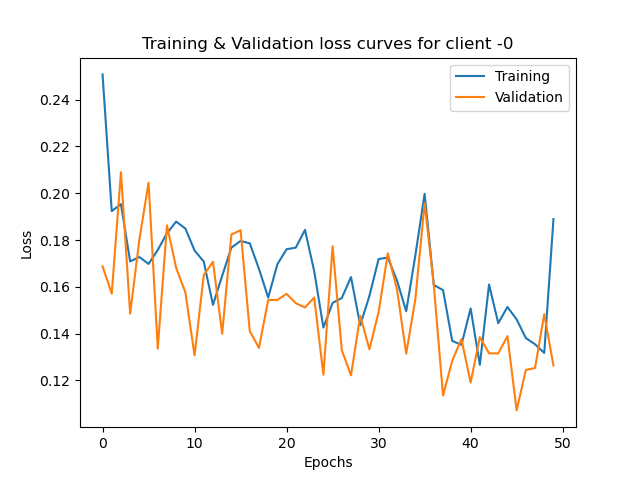 Training & Validation loss curves for client -0
Training
Validation
Loss
0.24
0.22
0.20
0.18
0.16
0.14
0.12
0 10 20 30 40 50
Epochs